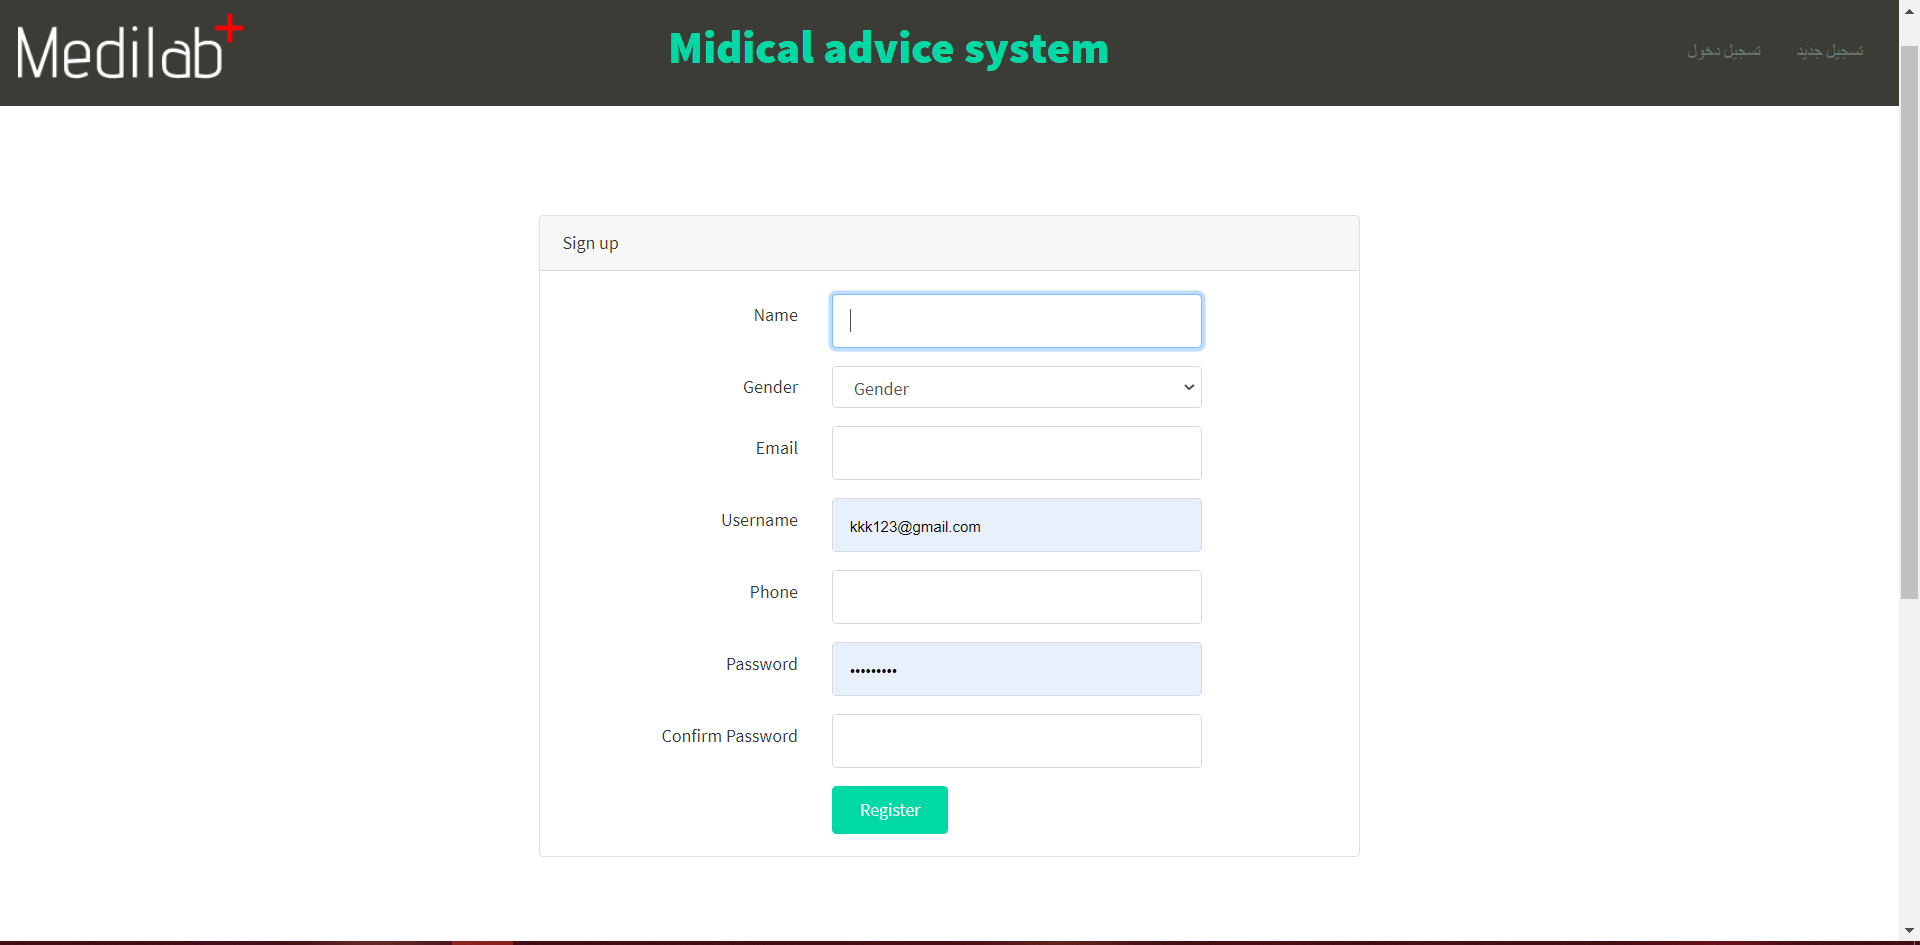 Medilab+
Midical advice system
تسجيل دخول
تسجيل جديد
Sign up
Name
Gender
Gender
Email
Username
kkk123@gmail.com
Phone
Password
•••••••••
Confirm Password
Register